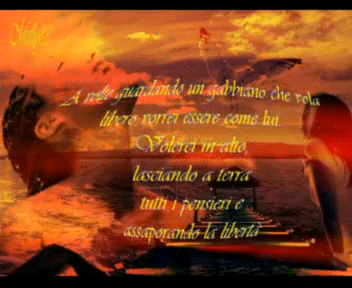 A volte guardando un gabbiano che vola
libero vorrei essere come lui.
Volerei in alto,
lasciando a terra
tutti i pensieri e
assaporando la libertà